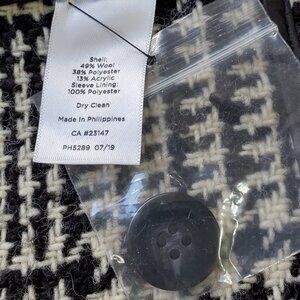 Shell:
49% Wool
38% Polyester
13% Acrylic
Sleeve Lining:
100% Polyester
Dry Clean
Made In Philippines
CA #23147
PH5289 07/19